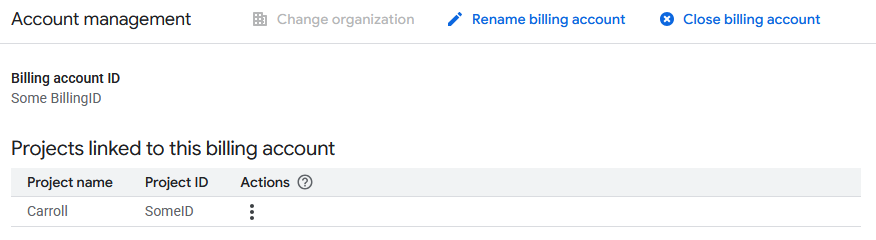 Account management Change organization Rename billing account Close billing account
Billing account ID
Some BillingID
Projects linked to this billing account
Project name Project ID Actions
Carroll SomeID